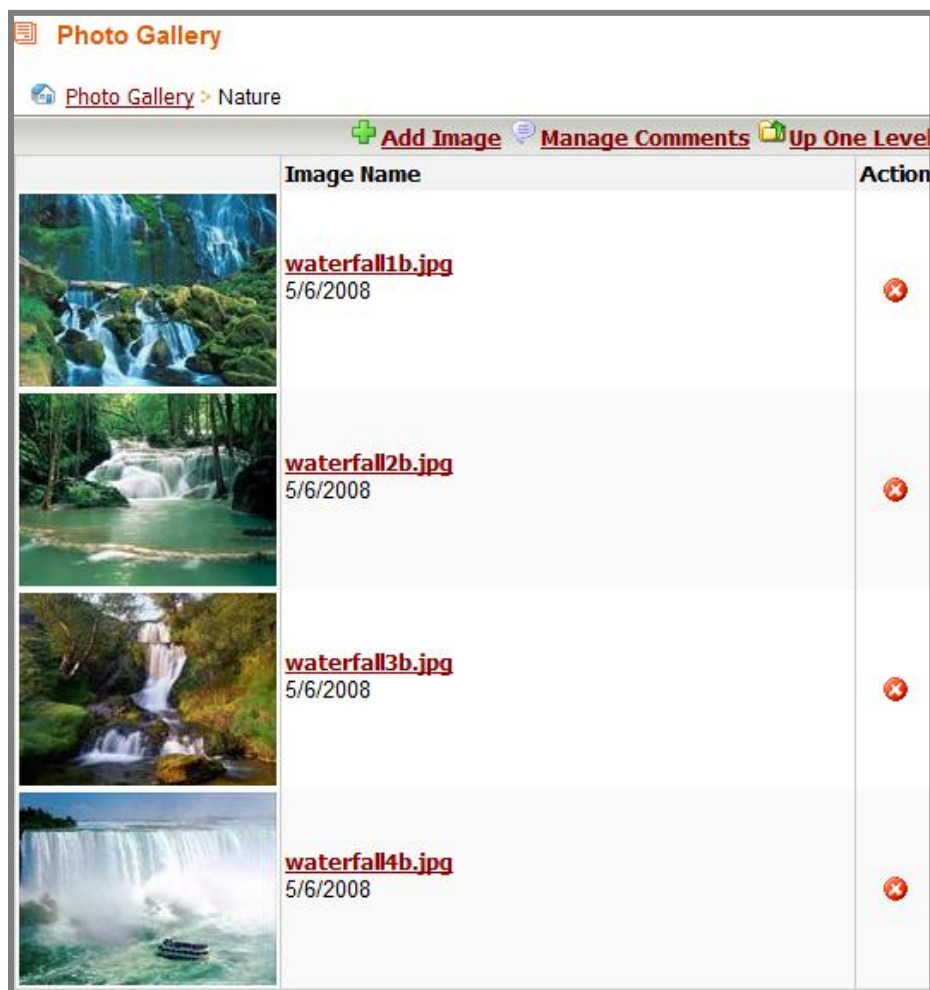 Photo Gallery
Photo Gallery > Nature
Add Image Manage Comments Up One Level
Image Name Action
waterfall1b.jpg
5/6/2008
waterfall2b.jpg
5/6/2008
waterfall3b.jpg
5/6/2008
waterfall4b.jpg
5/6/2008